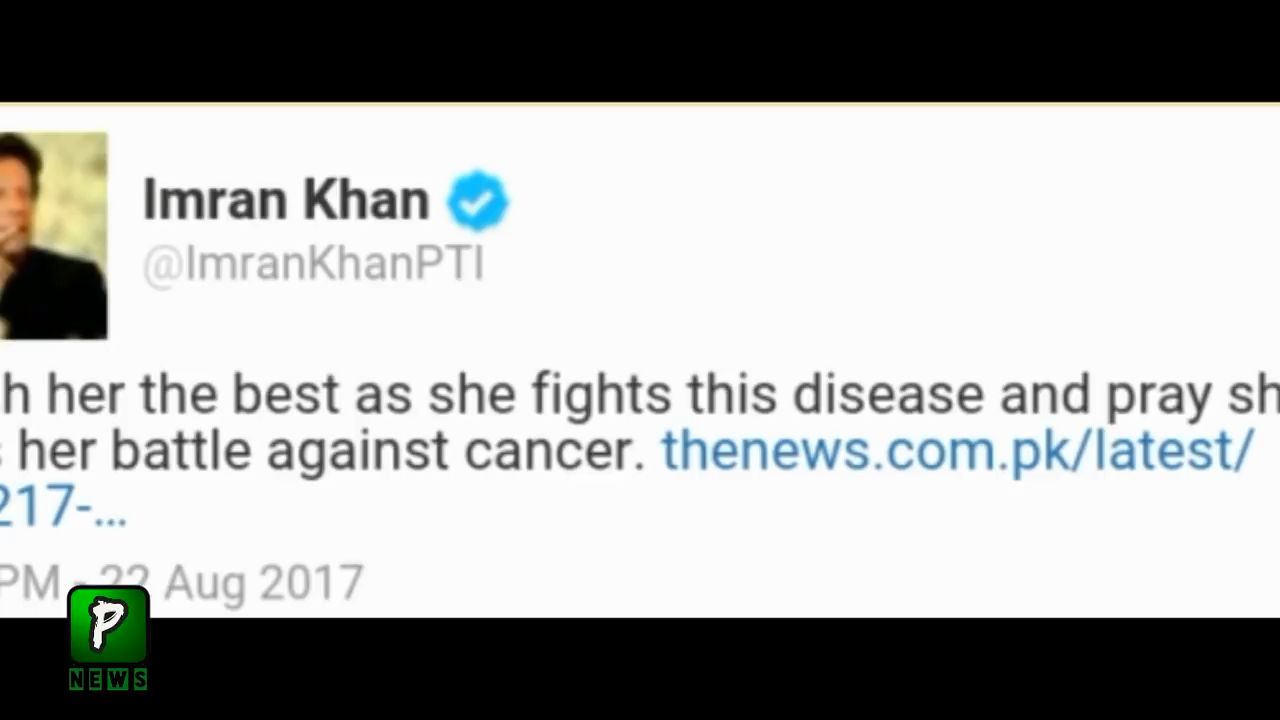 Imran Khan
@ImranKhanPTI
h her the best as she fights this disease and pray sh
her battle against cancer. thenews.com.pk/latest/
217-...
PM - 22 Aug 2017
P
NEWS